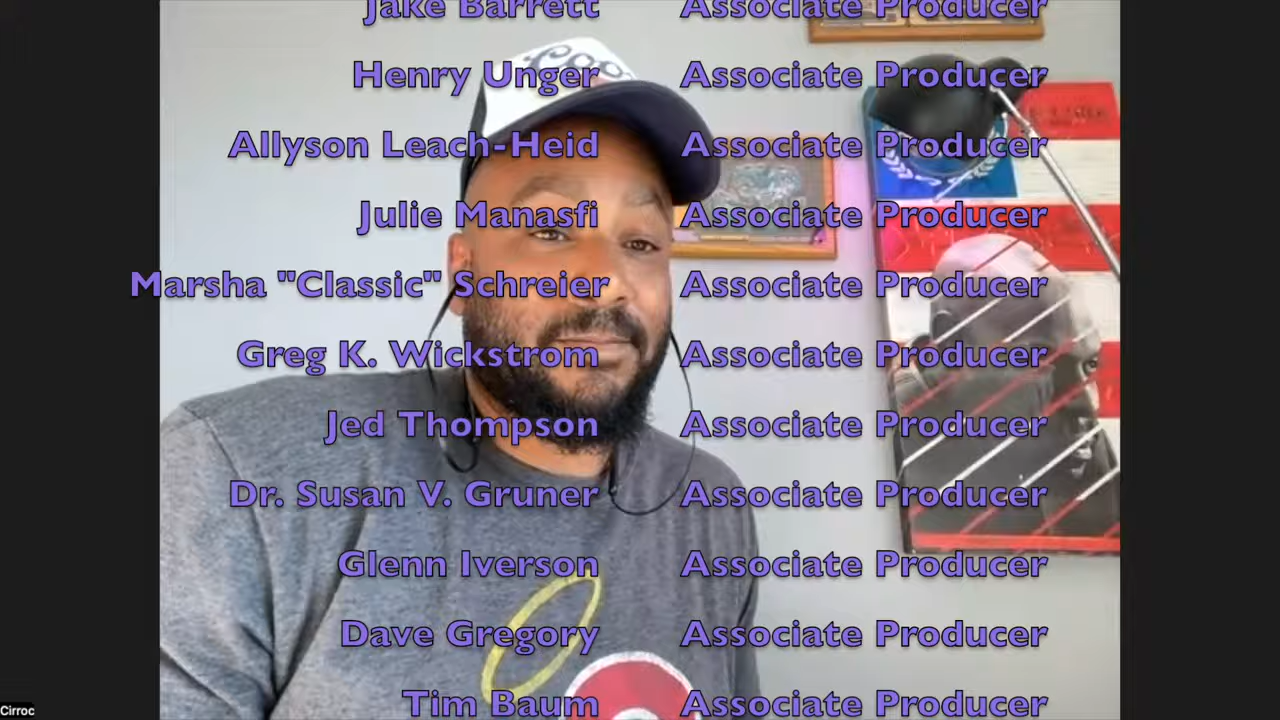 Jake Barrett Associate Producer
Henry Unger Associate Producer
Allyson Leach-Heid Associate Producer
Julie Manasfi Associate Producer
Marsha "Classic" Schreier Associate Producer
Greg K. Wickstrom Associate Producer
Jed Thompson Associate Producer
Dr. Susan V. Gruner Associate Producer
Glenn Iverson Associate Producer
Dave Gregory Associate Producer
Tim Baum Associate Producer
Cirroc